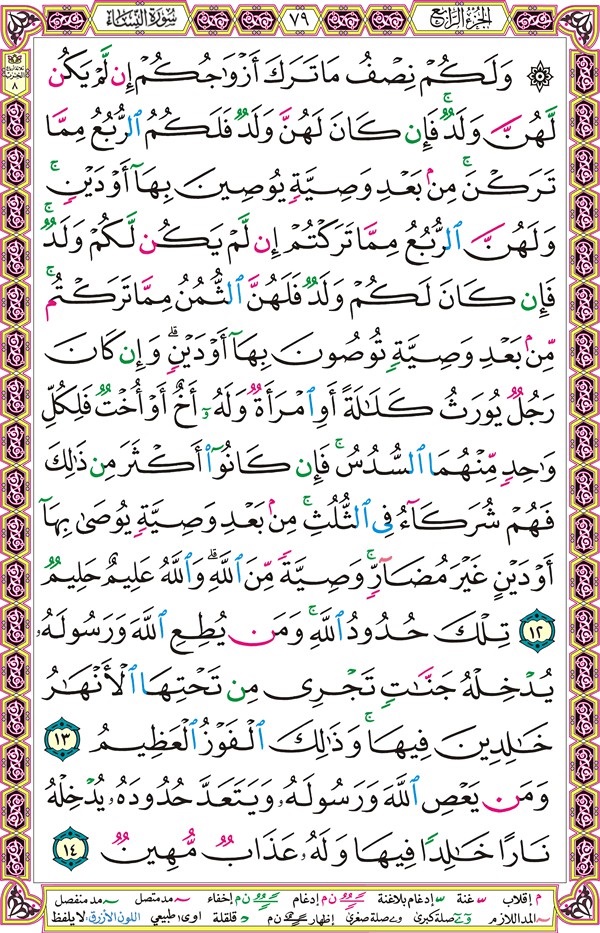 الجزء الرابع
٧٩
سورة النساء
۞ وَلَكُمْ نِصْفُ مَا تَرَكَ أَزْوَٰجُكُمْ إِن لَّمْ يَكُن
لَّهُنَّ وَلَدٌ ۚ فَإِن كَانَ لَهُنَّ وَلَدٌ فَلَكُمُ ٱلرُّبُعُ مِمَّا
تَرَكْنَ ۚ مِنۢ بَعْدِ وَصِيَّةٍ يُوصِينَ بِهَآ أَوْ دَيْنٍ ۚ
وَلَهُنَّ ٱلرُّبُعُ مِمَّا تَرَكْتُمْ إِن لَّمْ يَكُن لَّكُمْ وَلَدٌ ۚ
فَإِن كَانَ لَكُمْ وَلَدٌ فَلَهُنَّ ٱلثُّمُنُ مِمَّا تَرَكْتُم ۚ
مِّنۢ بَعْدِ وَصِيَّةٍ تُوصُونَ بِهَآ أَوْ دَيْنٍ ۗ وَإِن كَانَ
رَجُلٌ يُورَثُ كَلَٰلَةً أَوِ ٱمْرَأَةٌ وَلَهُۥٓ أَخٌ أَوْ أُخْتٌ فَلِكُلِّ
وَٰحِدٍ مِّنْهُمَا ٱلسُّدُسُ ۚ فَإِن كَانُوٓا۟ أَكْثَرَ مِن ذَٰلِكَ
فَهُمْ شُرَكَآءُ فِى ٱلثُّلُثِ ۚ مِنۢ بَعْدِ وَصِيَّةٍ يُوصَىٰ بِهَآ
أَوْ دَيْنٍ غَيْرَ مُضَآرٍّ ۚ وَصِيَّةً مِّنَ ٱللَّهِ ۗ وَٱللَّهُ عَلِيمٌ حَلِيمٌ
١٢ تِلْكَ حُدُودُ ٱللَّهِ ۚ وَمَن يُطِعِ ٱللَّهَ وَرَسُولَهُۥ
يُدْخِلْهُ جَنَّٰتٍ تَجْرِى مِن تَحْتِهَا ٱلْأَنْهَٰرُ
خَٰلِدِينَ فِيهَا ۚ وَذَٰلِكَ ٱلْفَوْزُ ٱلْعَظِيمُ ١٣
وَمَن يَعْصِ ٱللَّهَ وَرَسُولَهُۥ وَيَتَعَدَّ حُدُودَهُۥ يُدْخِلْهُ
نَارًا خَٰلِدًا فِيهَا وَلَهُۥ عَذَابٌ مُّهِينٌ ١٤
م إقلاب غنة إدغام بلاغنة ن م إدغام ن م إخفاء مد متصل مد منفصل
المد اللازم صلة كبرى صلة صغرى إظهار ن م قلقلة اوى طبيعي اللون الأزرق لا يلفظ